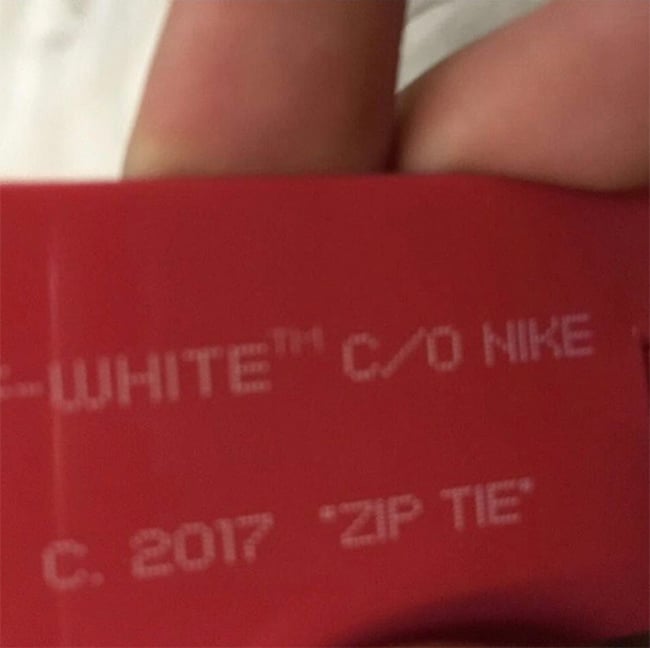 -WHITE™ C/O NIKE
C. 2017 "ZIP TIE"